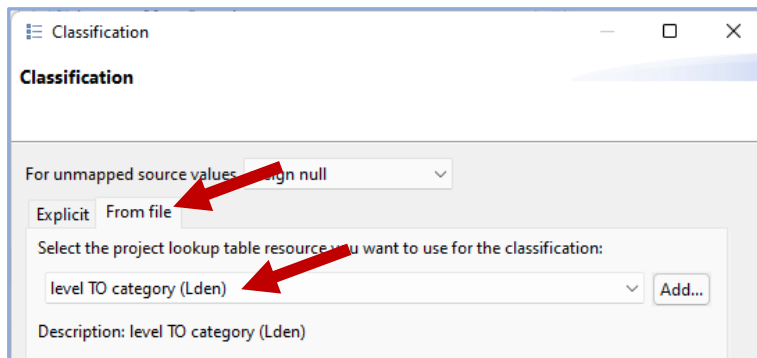 Classification
Classification
For unmapped source values ign null
Explicit From file
Select the project lookup table resource you want to use for the classification:
level TO category (Lden)
Add...
Description: level TO category (Lden)